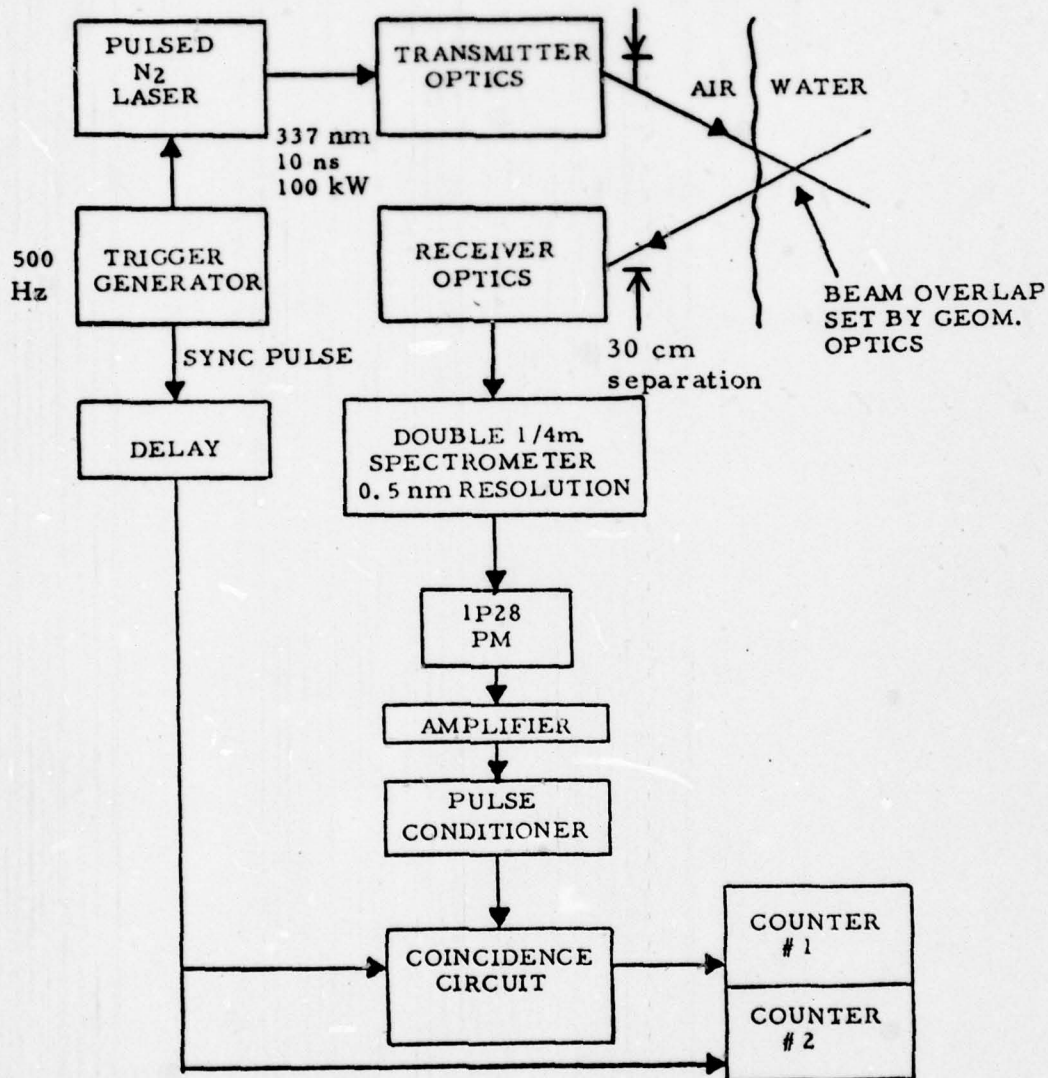 PULSED
N2
LASER
TRANSMITTER
OPTICS
AIR
WATER
337 nm
10 ns
100 kW
500
Hz
TRIGGER
GENERATOR
RECEIVER
OPTICS
BEAM OVERLAP
SET BY GEOM.
OPTICS
30 cm
separation
SYNC PULSE
DELAY
DOUBLE 1/4m.
SPECTROMETER
0.5 nm RESOLUTION
1P28
PM
AMPLIFIER
PULSE
CONDITIONER
COINCIDENCE
CIRCUIT
COUNTER
#1
COUNTER
#2